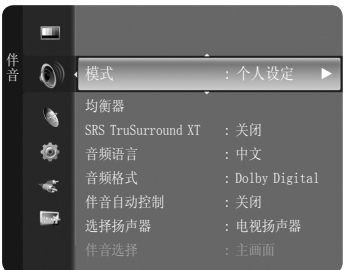 伴音
模式 : 个人设定
均衡器
SRS TruSurround XT : 关闭
音频语言 : 中文
音频格式 : Dolby Digital
伴音自动控制 : 关闭
选择扬声器 : 电视扬声器
伴音选择 : 主画面